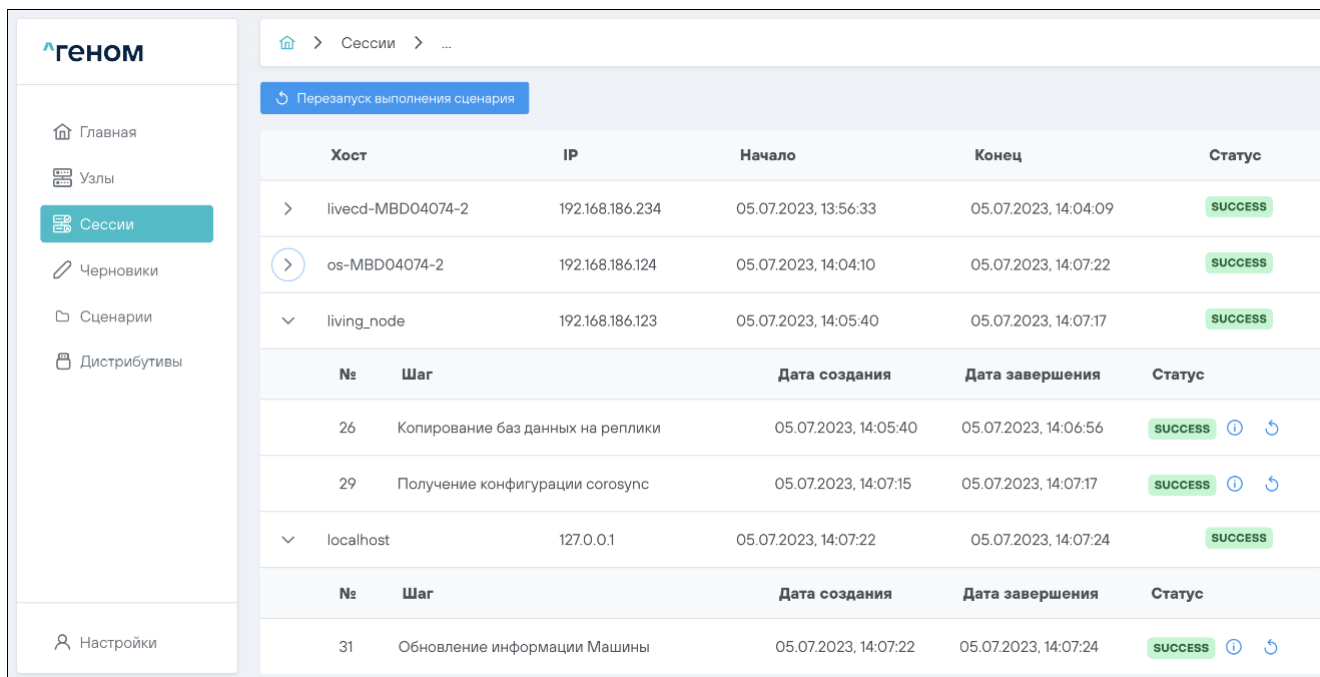 ^геном
Сессии ...
Перезапуск выполнения сценария
Главная
Узлы
Сессии
Черновики
Сценарии
Дистрибутивы
Настройки
Хост IP Начало Конец Статус
livecd-MBD04074-2 192.168.186.234 05.07.2023, 13:56:33 05.07.2023, 14:04:09 SUCCESS
os-MBD04074-2 192.168.186.124 05.07.2023, 14:04:10 05.07.2023, 14:07:22 SUCCESS
living_node 192.168.186.123 05.07.2023, 14:05:40 05.07.2023, 14:07:17 SUCCESS
№ Шаг Дата создания Дата завершения Статус
26 Копирование баз данных на реплики 05.07.2023, 14:05:40 05.07.2023, 14:06:56 SUCCESS
29 Получение конфигурации corosync 05.07.2023, 14:07:15 05.07.2023, 14:07:17 SUCCESS
localhost 127.0.0.1 05.07.2023, 14:07:22 05.07.2023, 14:07:24 SUCCESS
№ Шаг Дата создания Дата завершения Статус
31 Обновление информации Машины 05.07.2023, 14:07:22 05.07.2023, 14:07:24 SUCCESS